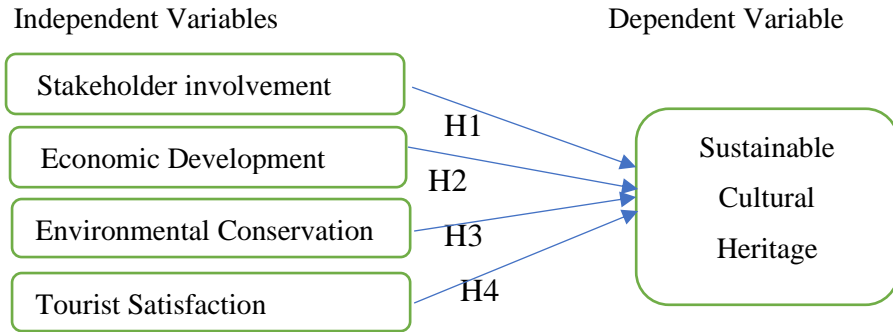 Independent Variables
Dependent Variable
Stakeholder involvement
H1
Economic Development
H2
Environmental Conservation
H3
Tourist Satisfaction
H4
Sustainable
Cultural
Heritage